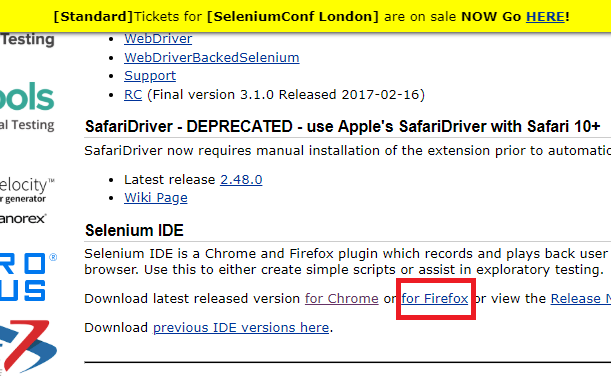 [Standard]Tickets for [SeleniumConf London] are on sale NOW Go HERE!
Testing
WebDriver
WebDriverBackedSelenium
Support
RC (Final version 3.1.0 Released 2017-02-16)
ools
al Testing
SafariDriver - DEPRECATED - use Apple's SafariDriver with Safari 10+
SafariDriver now requires manual installation of the extension prior to automatic
Latest release 2.48.0
Wiki Page
elocity™
r generator
anorex®
Selenium IDE
Selenium IDE is a Chrome and Firefox plugin which records and plays back user
browser. Use this to either create simple scripts or assist in exploratory testing.
RO®
US
Download latest released version for Chrome or for Firefox or view the Release N
Download previous IDE versions here.